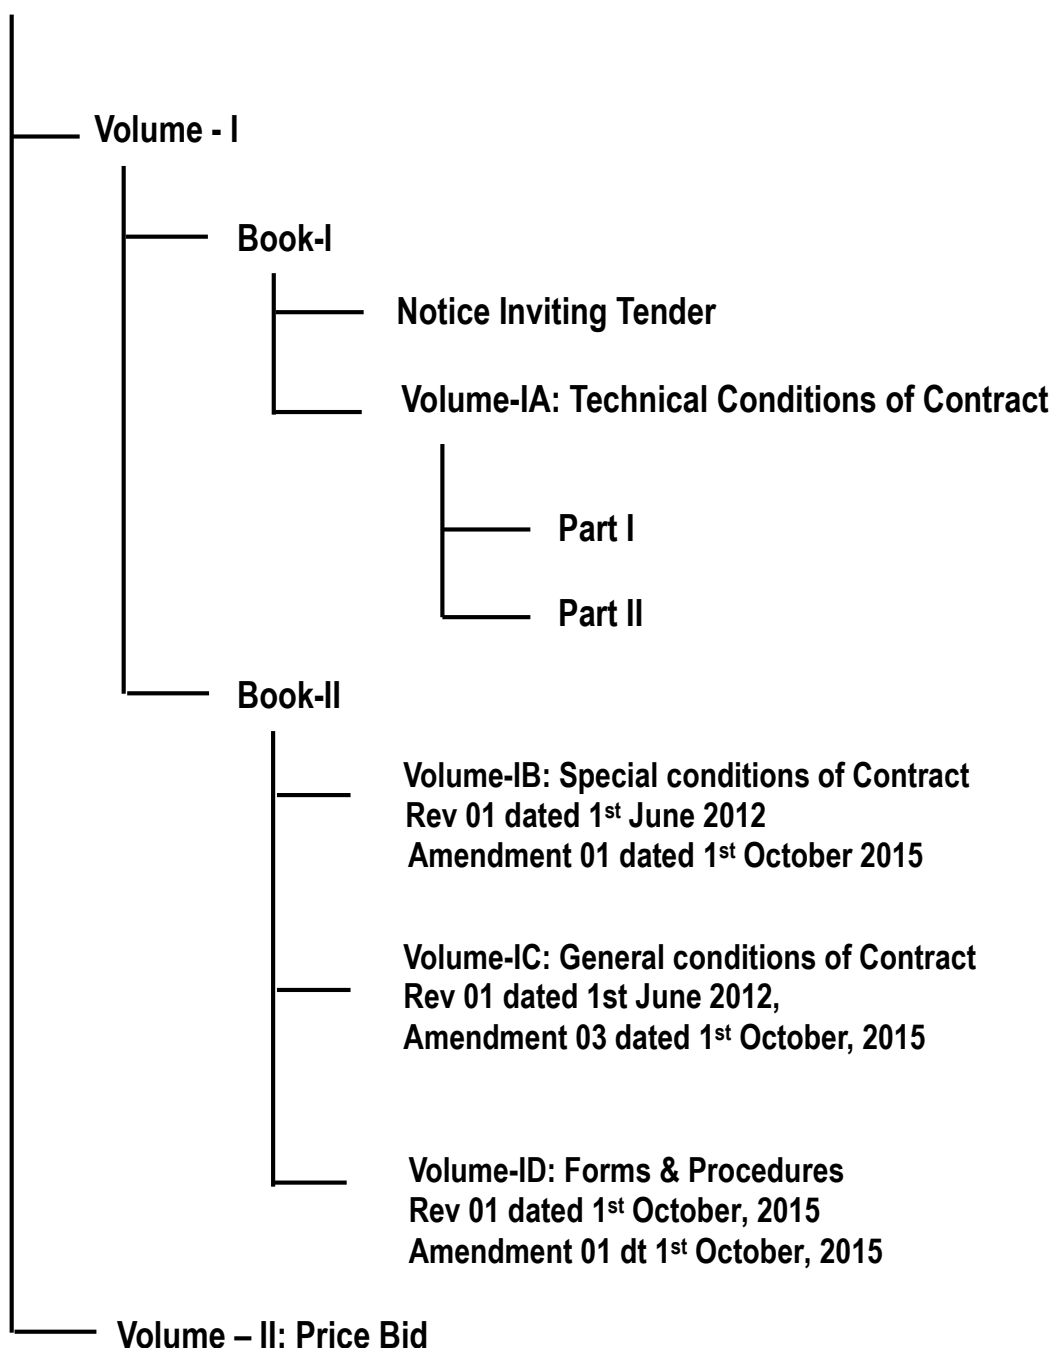 Volume - I
Book-I
Notice Inviting Tender
Volume-IA: Technical Conditions of Contract
Part I
Part II
Book-II
Volume-IB: Special conditions of Contract
Rev 01 dated 1st June 2012
Amendment 01 dated 1st October 2015
Volume-IC: General conditions of Contract
Rev 01 dated 1st June 2012,
Amendment 03 dated 1st October, 2015
Volume-ID: Forms & Procedures
Rev 01 dated 1st October, 2015
Amendment 01 dt 1st October, 2015
Volume – II: Price Bid